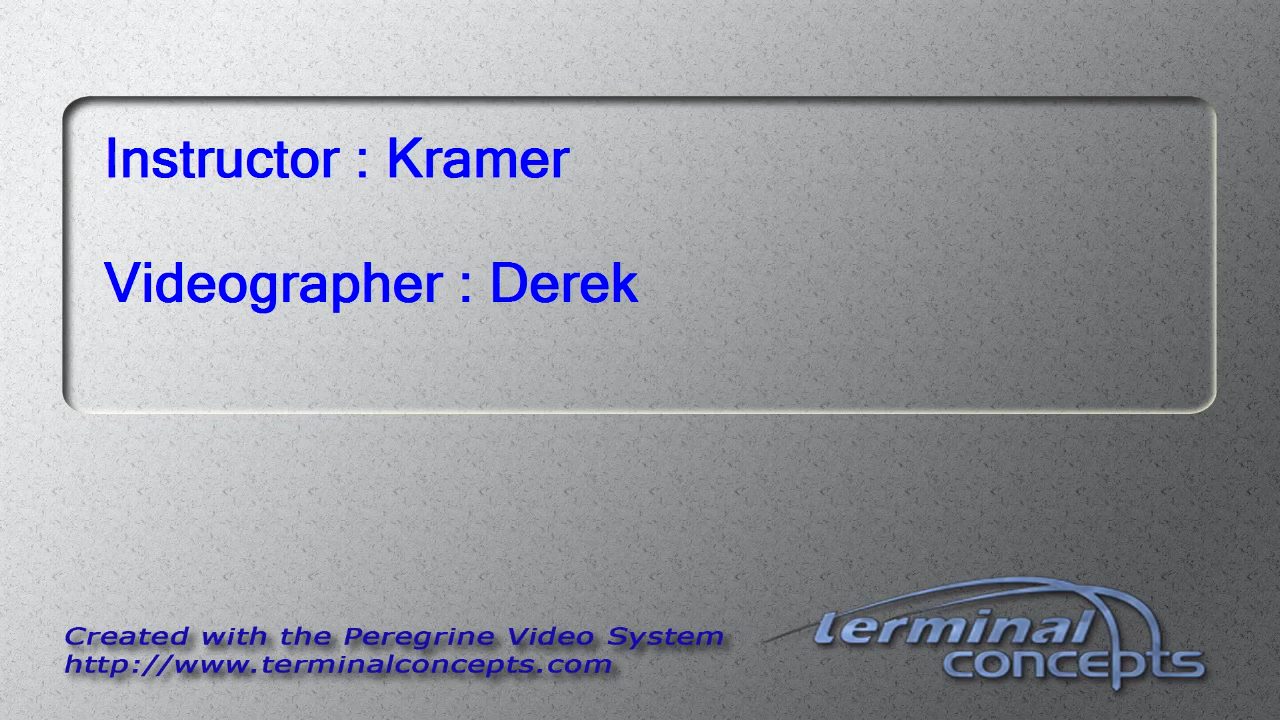 Instructor : Kramer
Videographer : Derek
Created with the Peregrine Video System
http://www.terminalconcepts.com
terminal
concepts